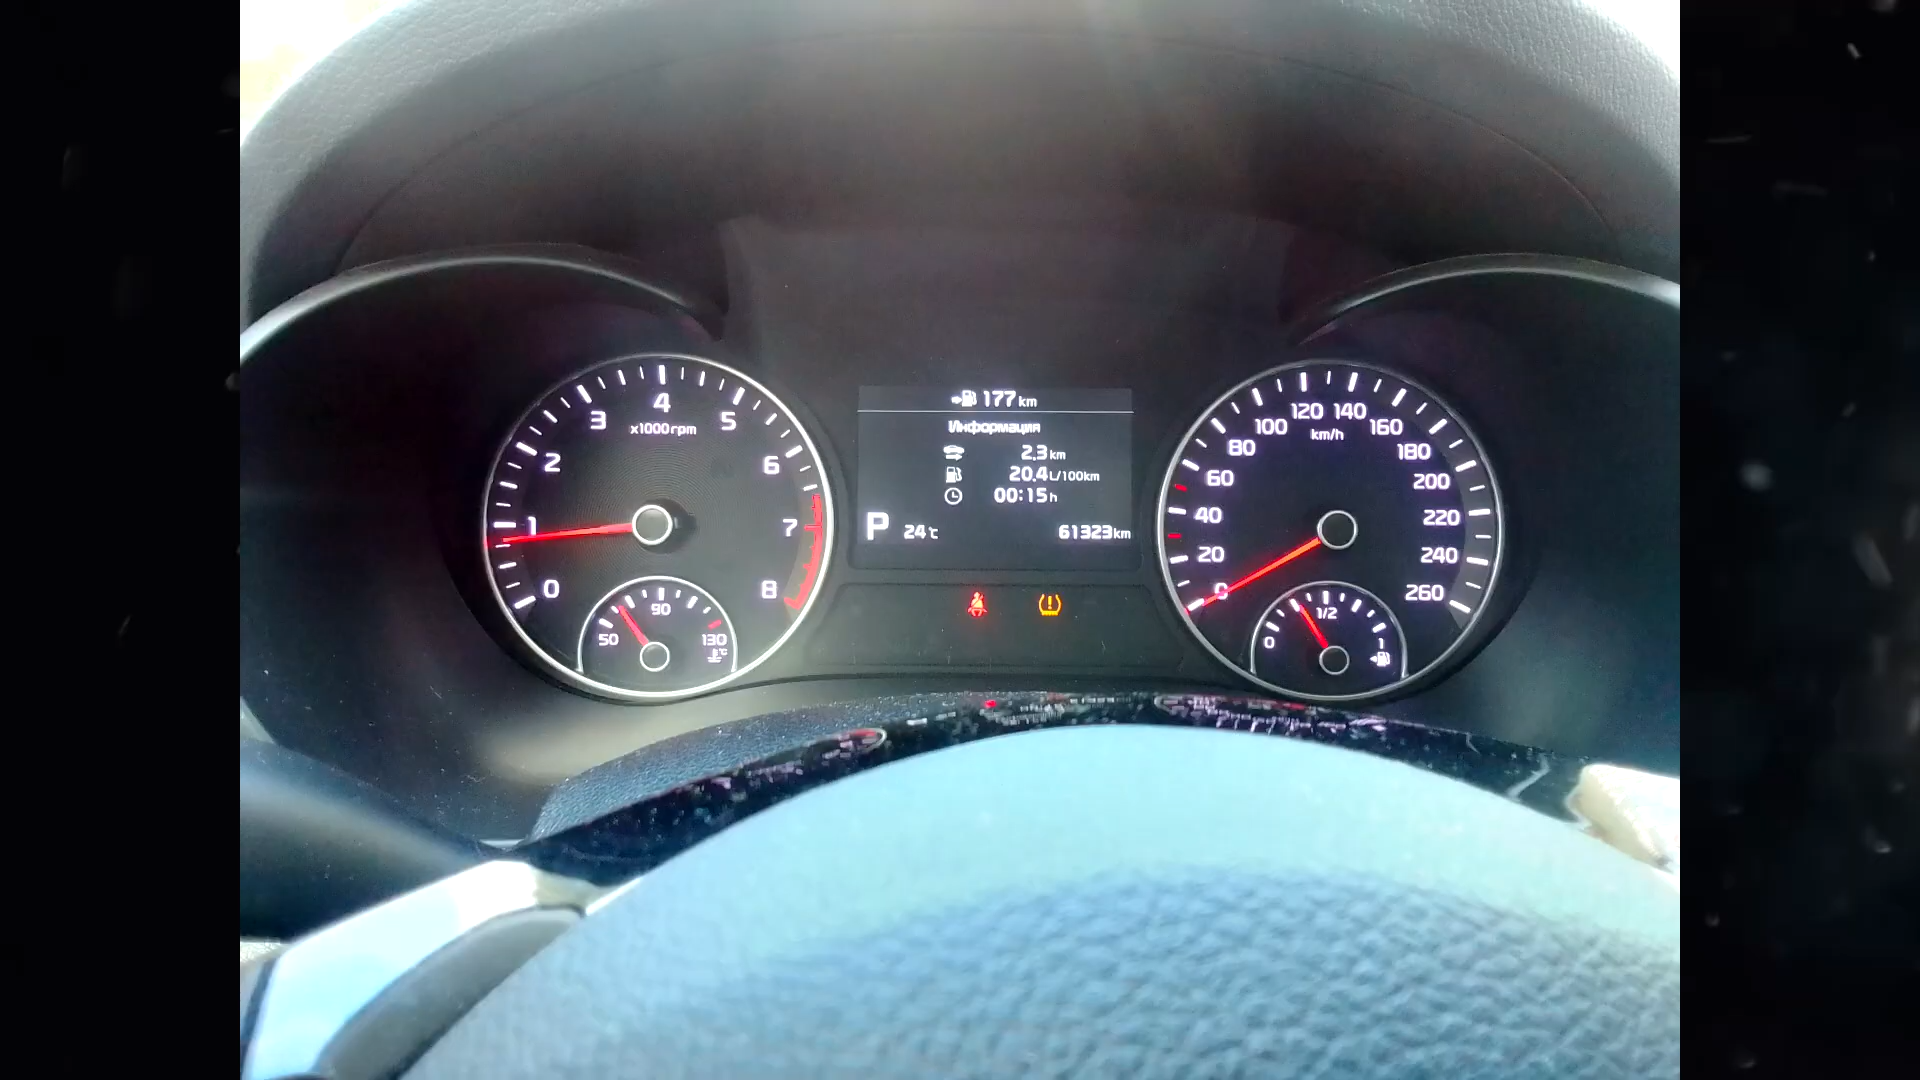 177 km
Информация
2.3 km
20.4 L/100km
00:15 h
P 24°C 61323 km
0 1 2 3 4 5 6 7 8
x1000rpm
50 90 130
°C
0 20 40 60 80 100 120 140 160 180 200 220 240 260
km/h
0 1/2 1